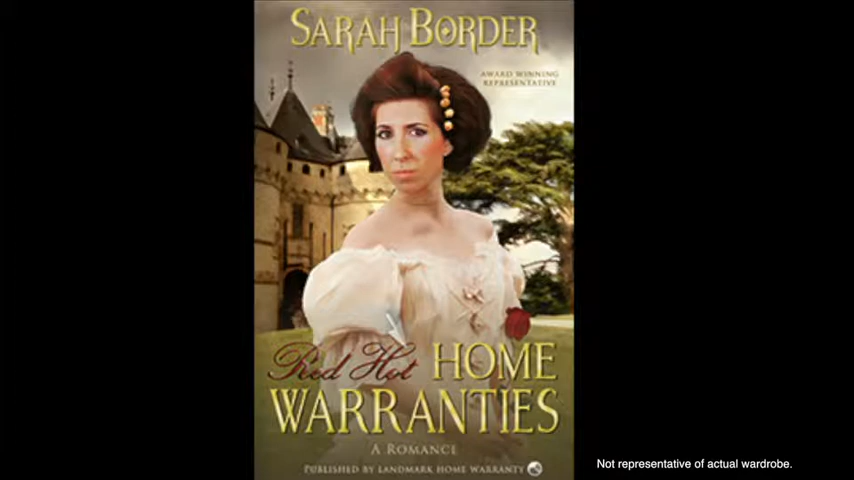 SARAH BORDER
AWARD WINNING
REPRESENTATIVE
Red Hot HOME
WARRANTIES
A ROMANCE
PUBLISHED BY LANDMARK HOME WARRANTY
Not representative of actual wardrobe.